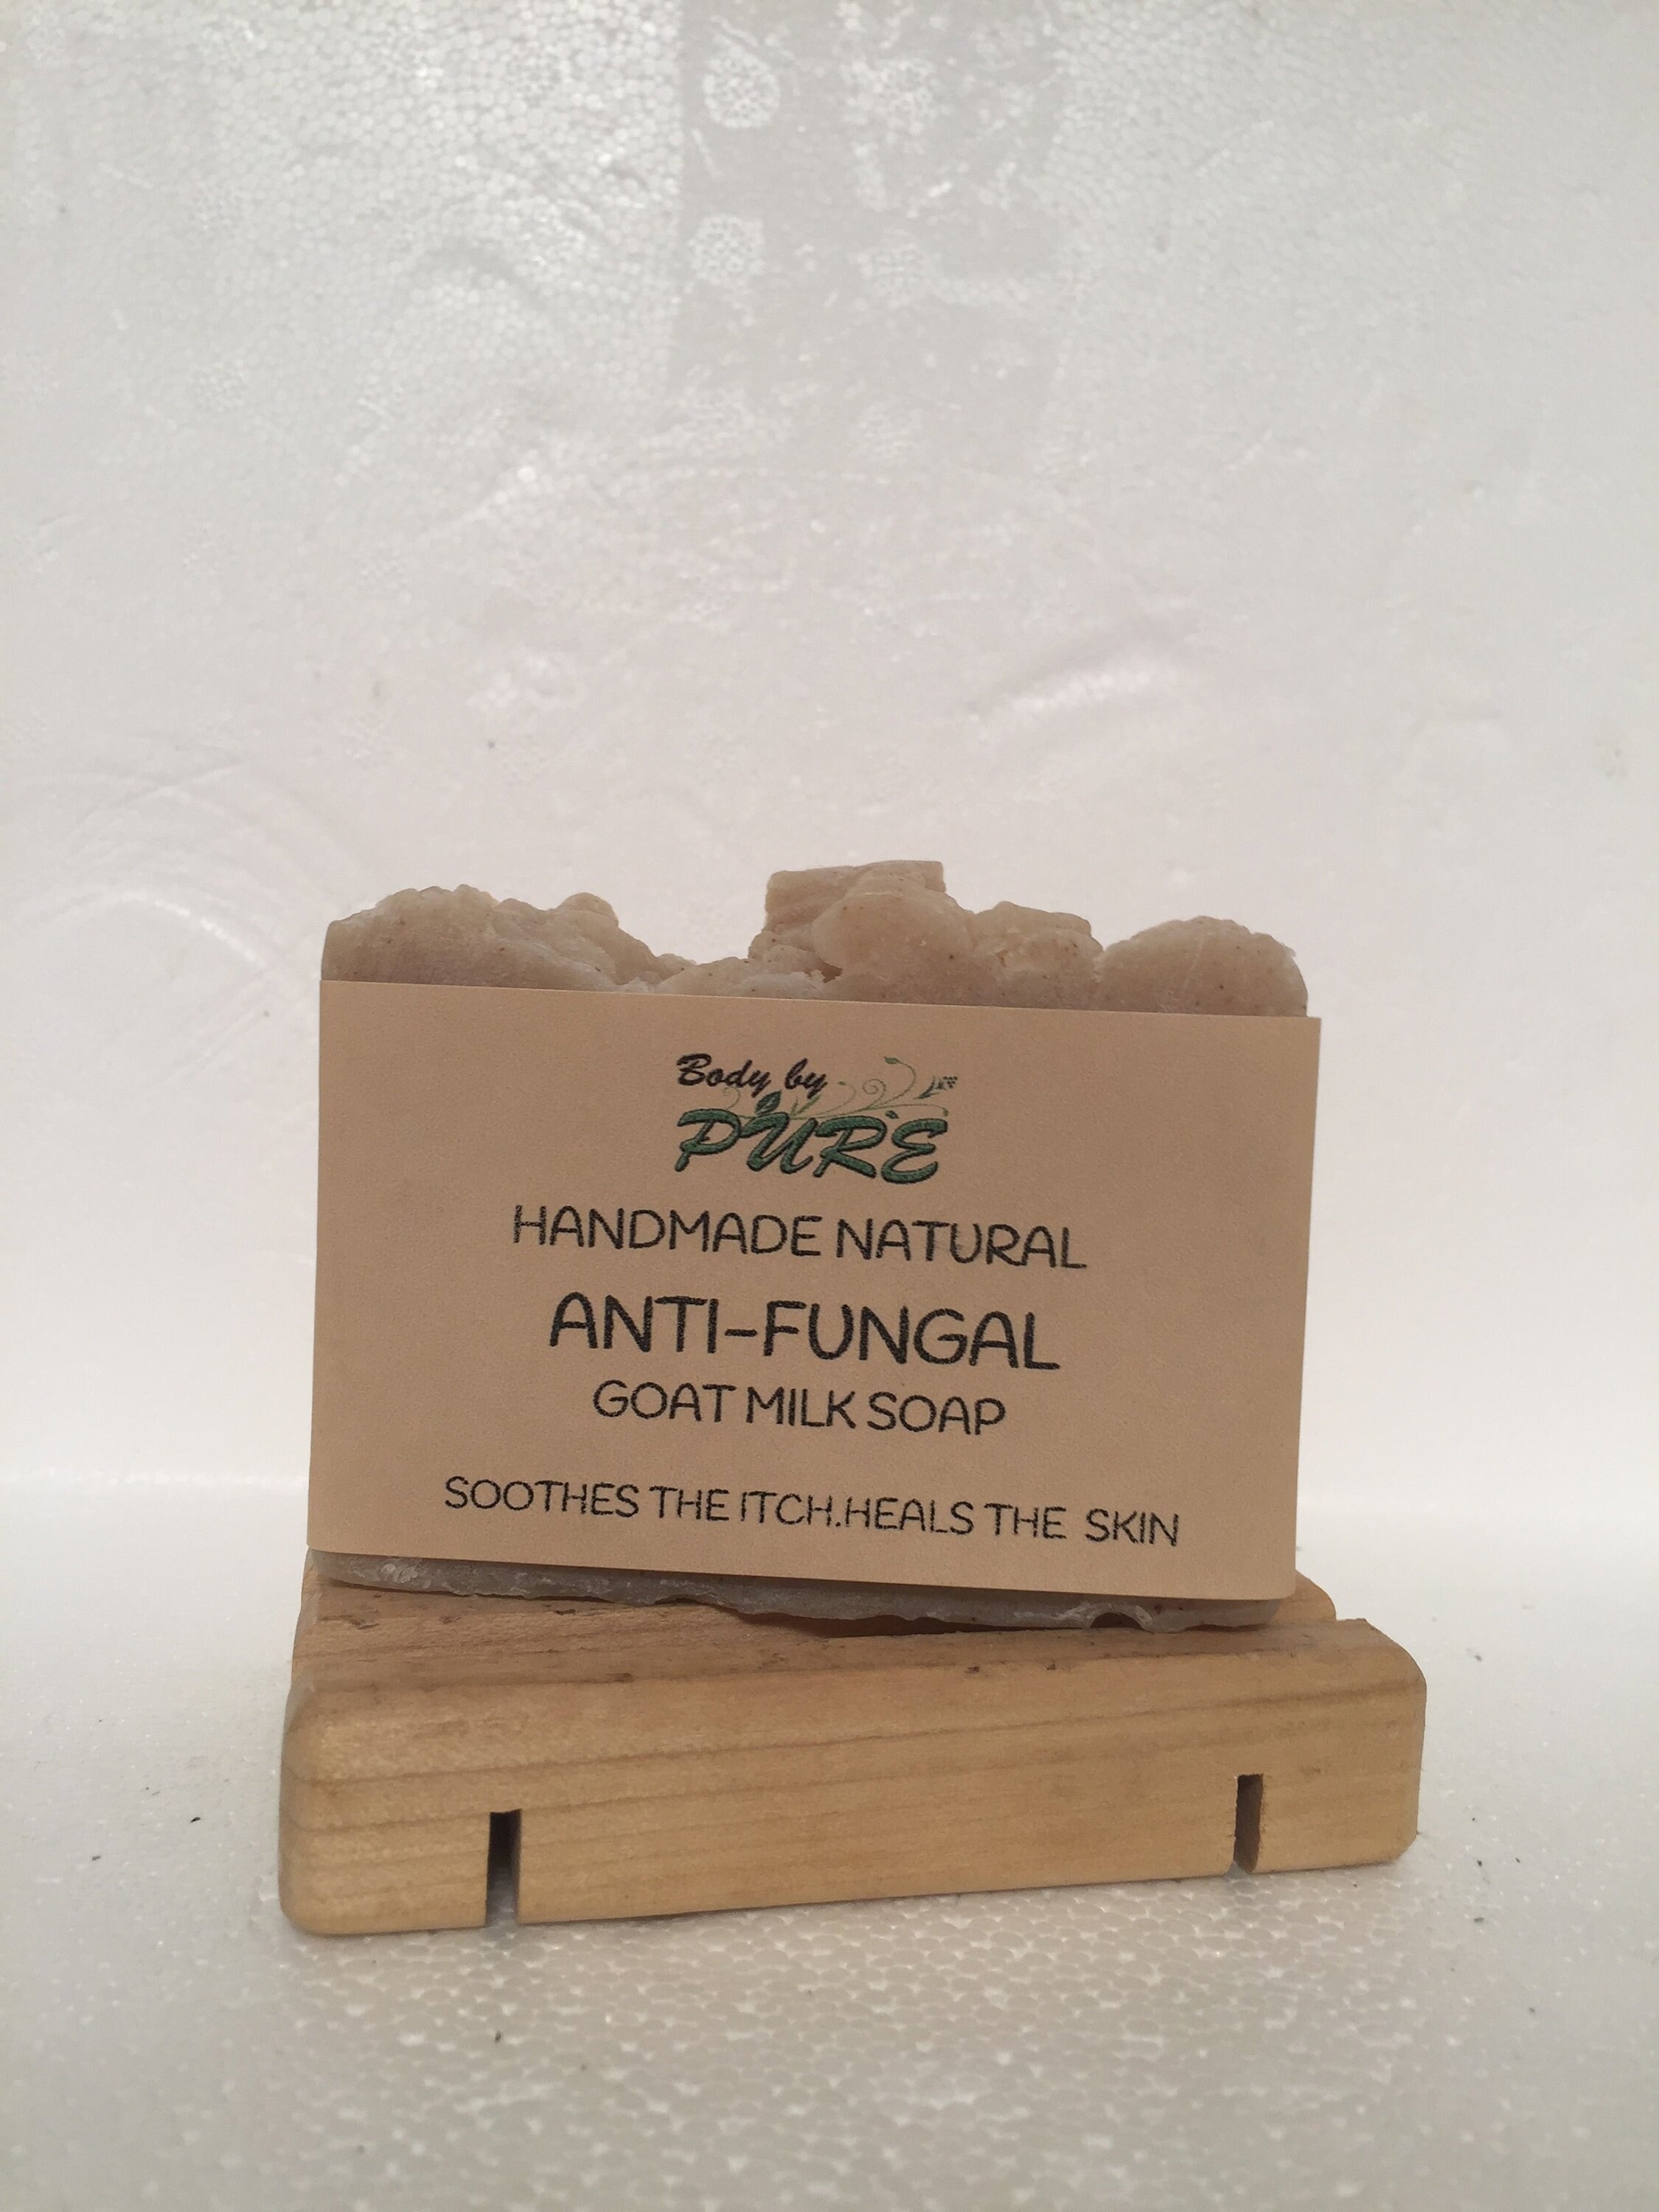 Body by
PURE
HANDMADE NATURAL
ANTI-FUNGAL
GOAT MILK SOAP
SOOTHES THE ITCH.HEALS THE SKIN